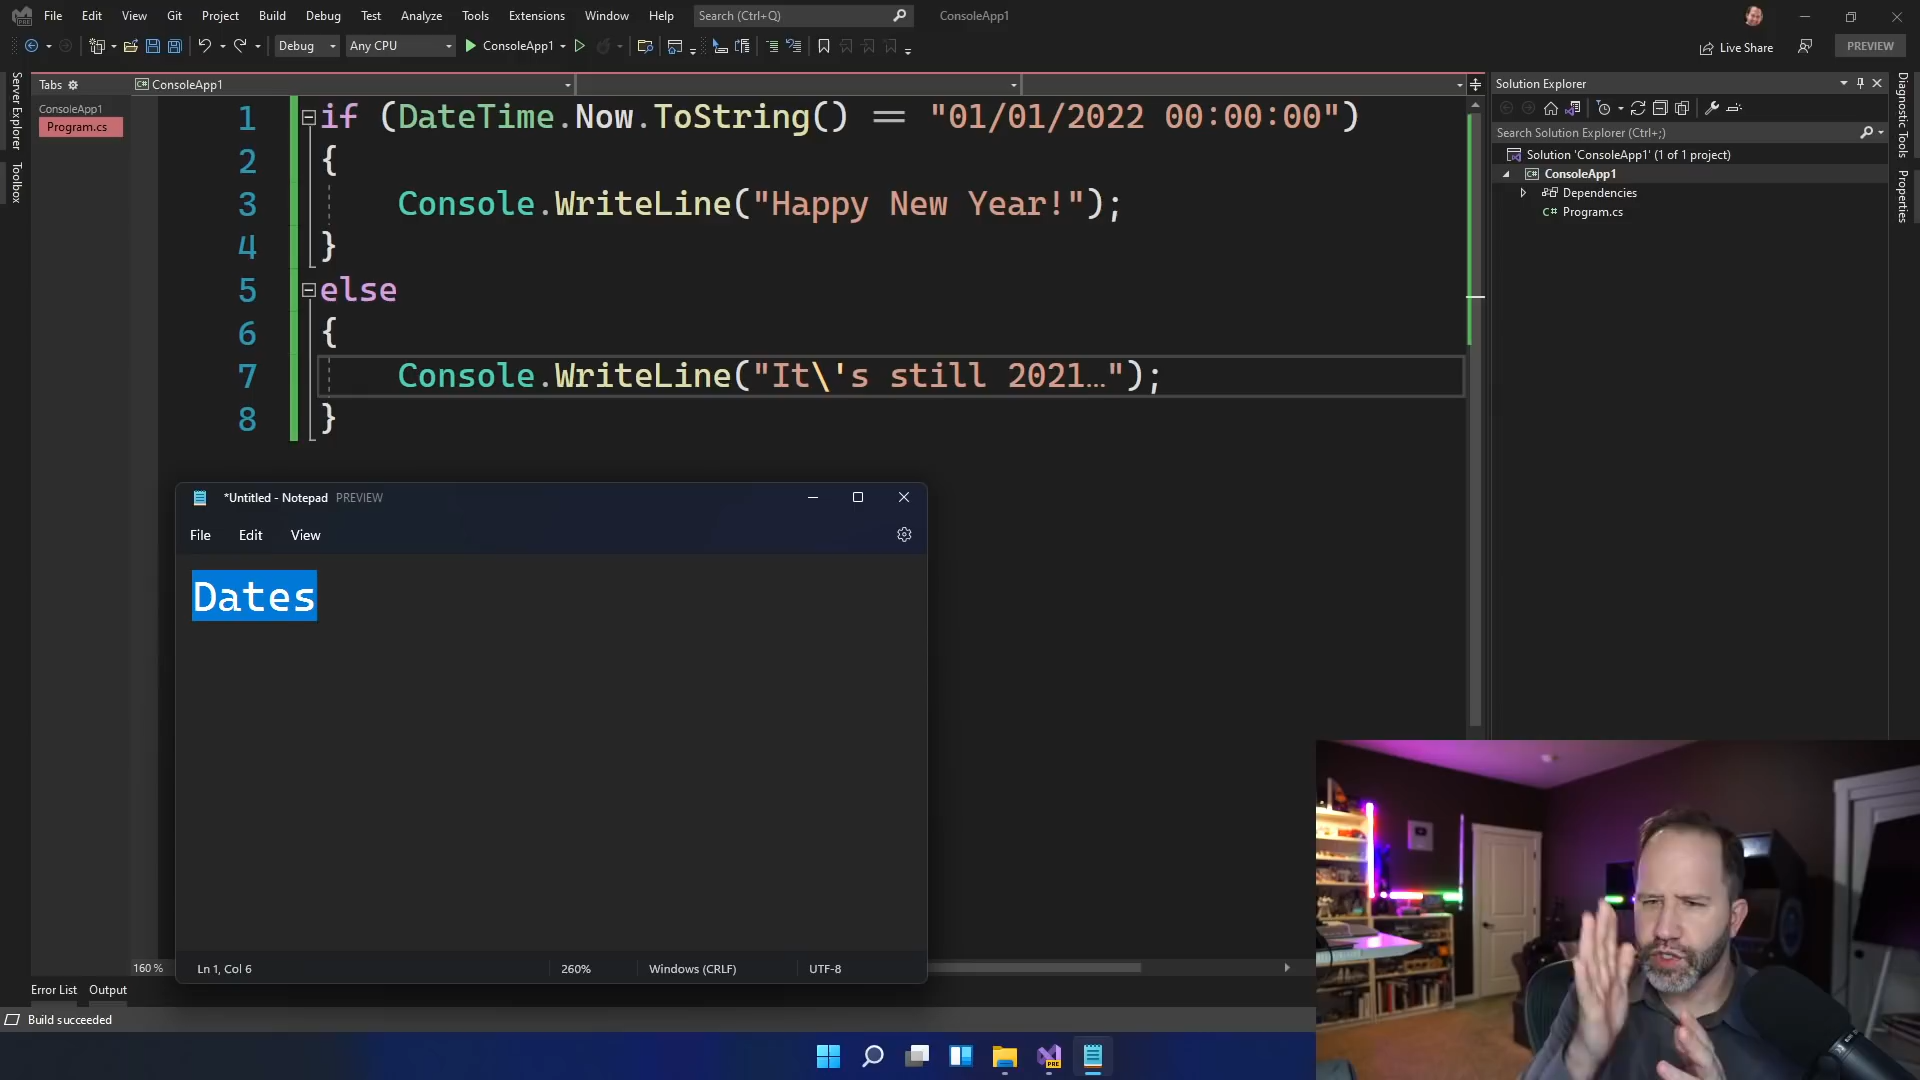 File Edit View Git Project Build Debug Test Analyze Tools Extensions Window Help Search (Ctrl+Q) ConsoleApp1
Debug Any CPU ConsoleApp1 Live Share PREVIEW
Server Explorer
Toolbox
Tabs
ConsoleApp1
Program.cs
ConsoleApp1
1 if (DateTime.Now.ToString() == "01/01/2022 00:00:00")
2 {
3 Console.WriteLine("Happy New Year!");
4 }
5 else
6 {
7 Console.WriteLine("It\'s still 2021…");
8 }
Solution Explorer
Search Solution Explorer (Ctrl+;)
Solution 'ConsoleApp1' (1 of 1 project)
ConsoleApp1
Dependencies
C# Program.cs
Diagnostic Tools
Properties
*Untitled - Notepad PREVIEW
File Edit View
Dates
Ln 1, Col 6 260% Windows (CRLF) UTF-8
160 %
Error List Output
Build succeeded
PRE